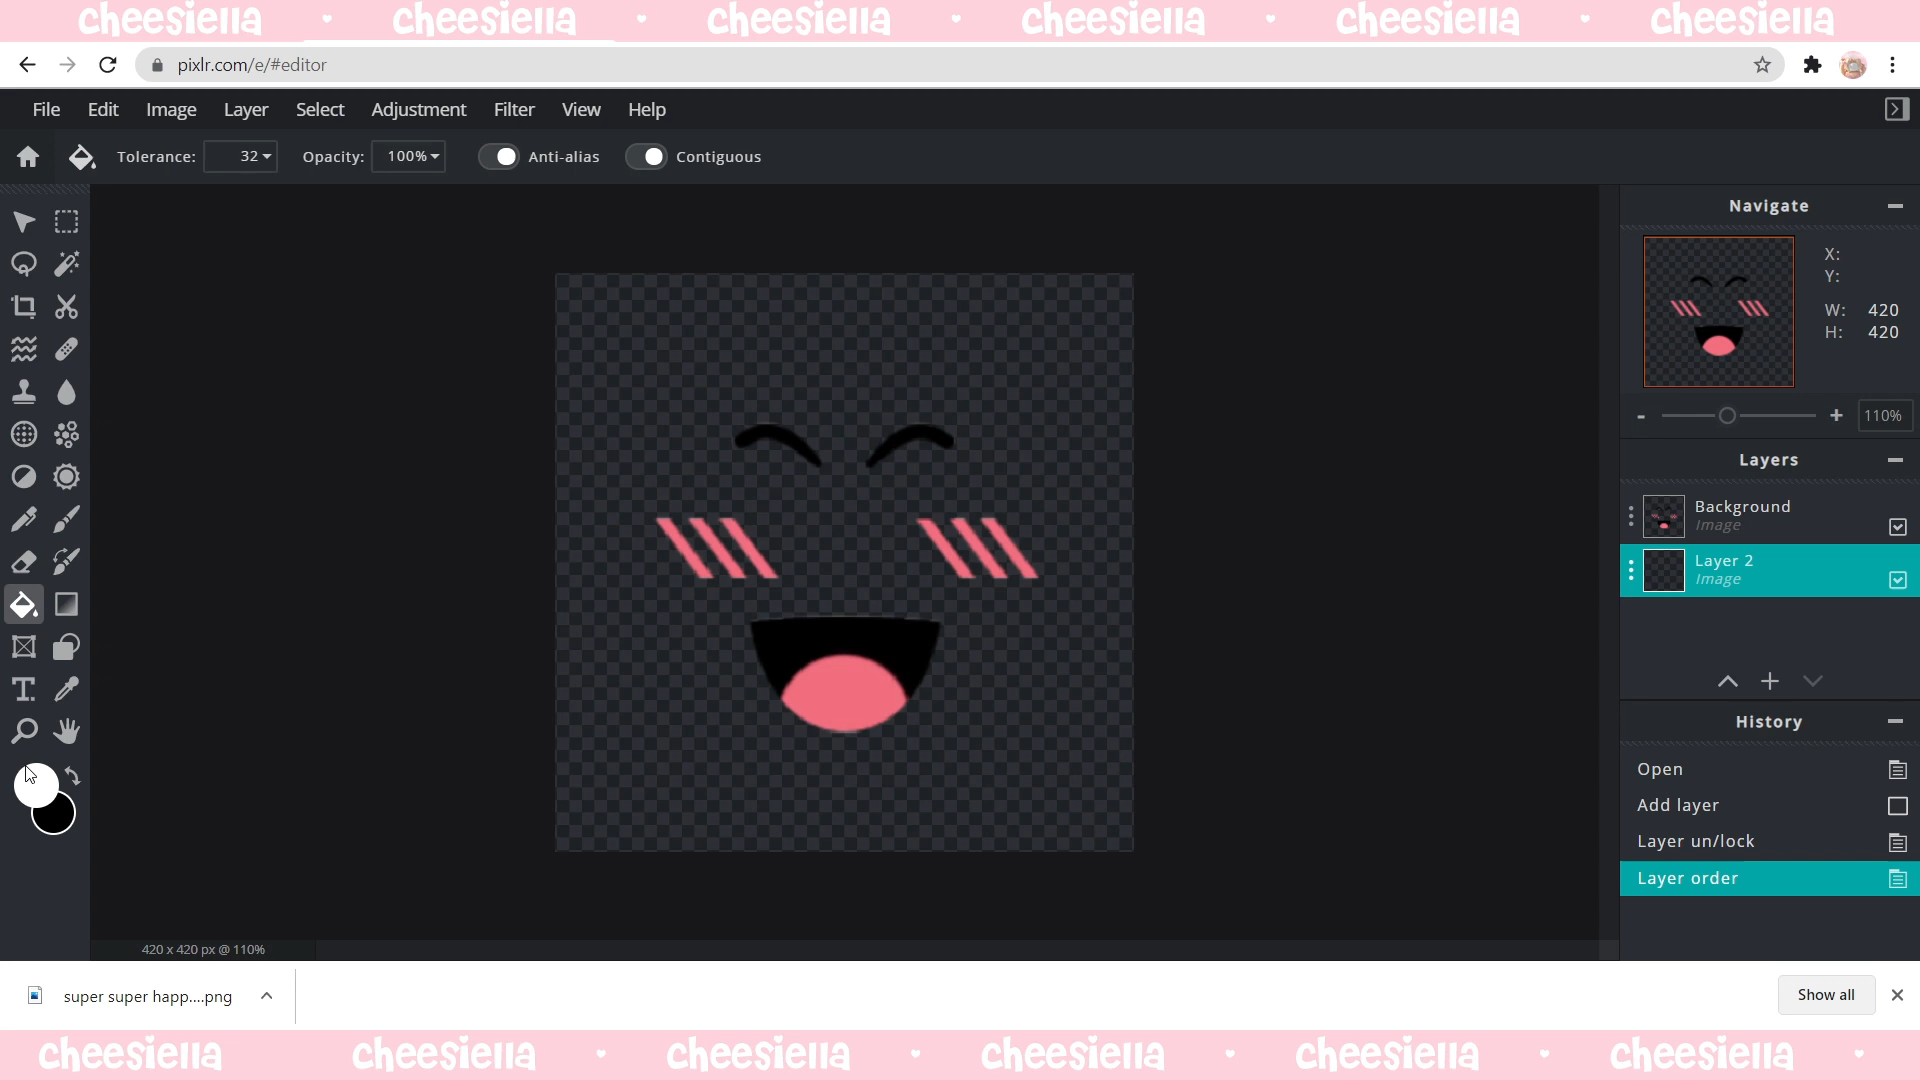 cheesiella cheesiella cheesiella cheesiella cheesiella cheesiella
pixlr.com/e/#editor
File Edit Image Layer Select Adjustment Filter View Help
Tolerance: 32 Opacity: 100% Anti-alias Contiguous
Navigate
X:
Y:
W: 420
H: 420
- + 110%
Layers
Background
Image
Layer 2
Image
History
Open
Add layer
Layer un/lock
Layer order
420 x 420 px @ 110%
super super happ....png
Show all
cheesiella cheesiella cheesiella cheesiella cheesiella cheesiella